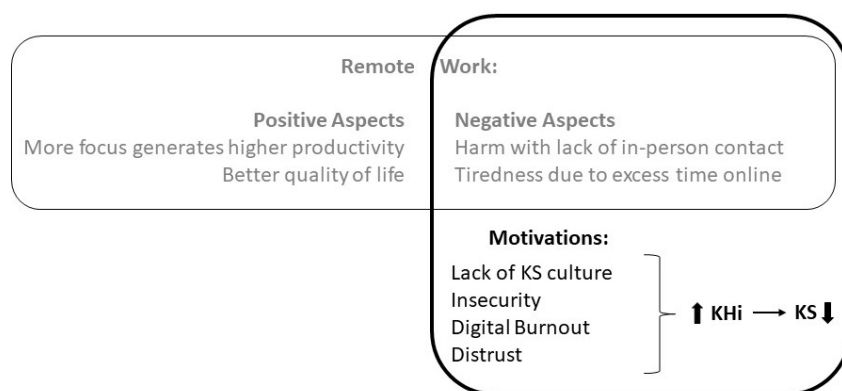 Remote Work:
Positive Aspects
More focus generates higher productivity
Better quality of life
Negative Aspects
Harm with lack of in-person contact
Tiredness due to excess time online
Motivations:
Lack of KS culture
Insecurity
Digital Burnout
Distrust
KHi
KS